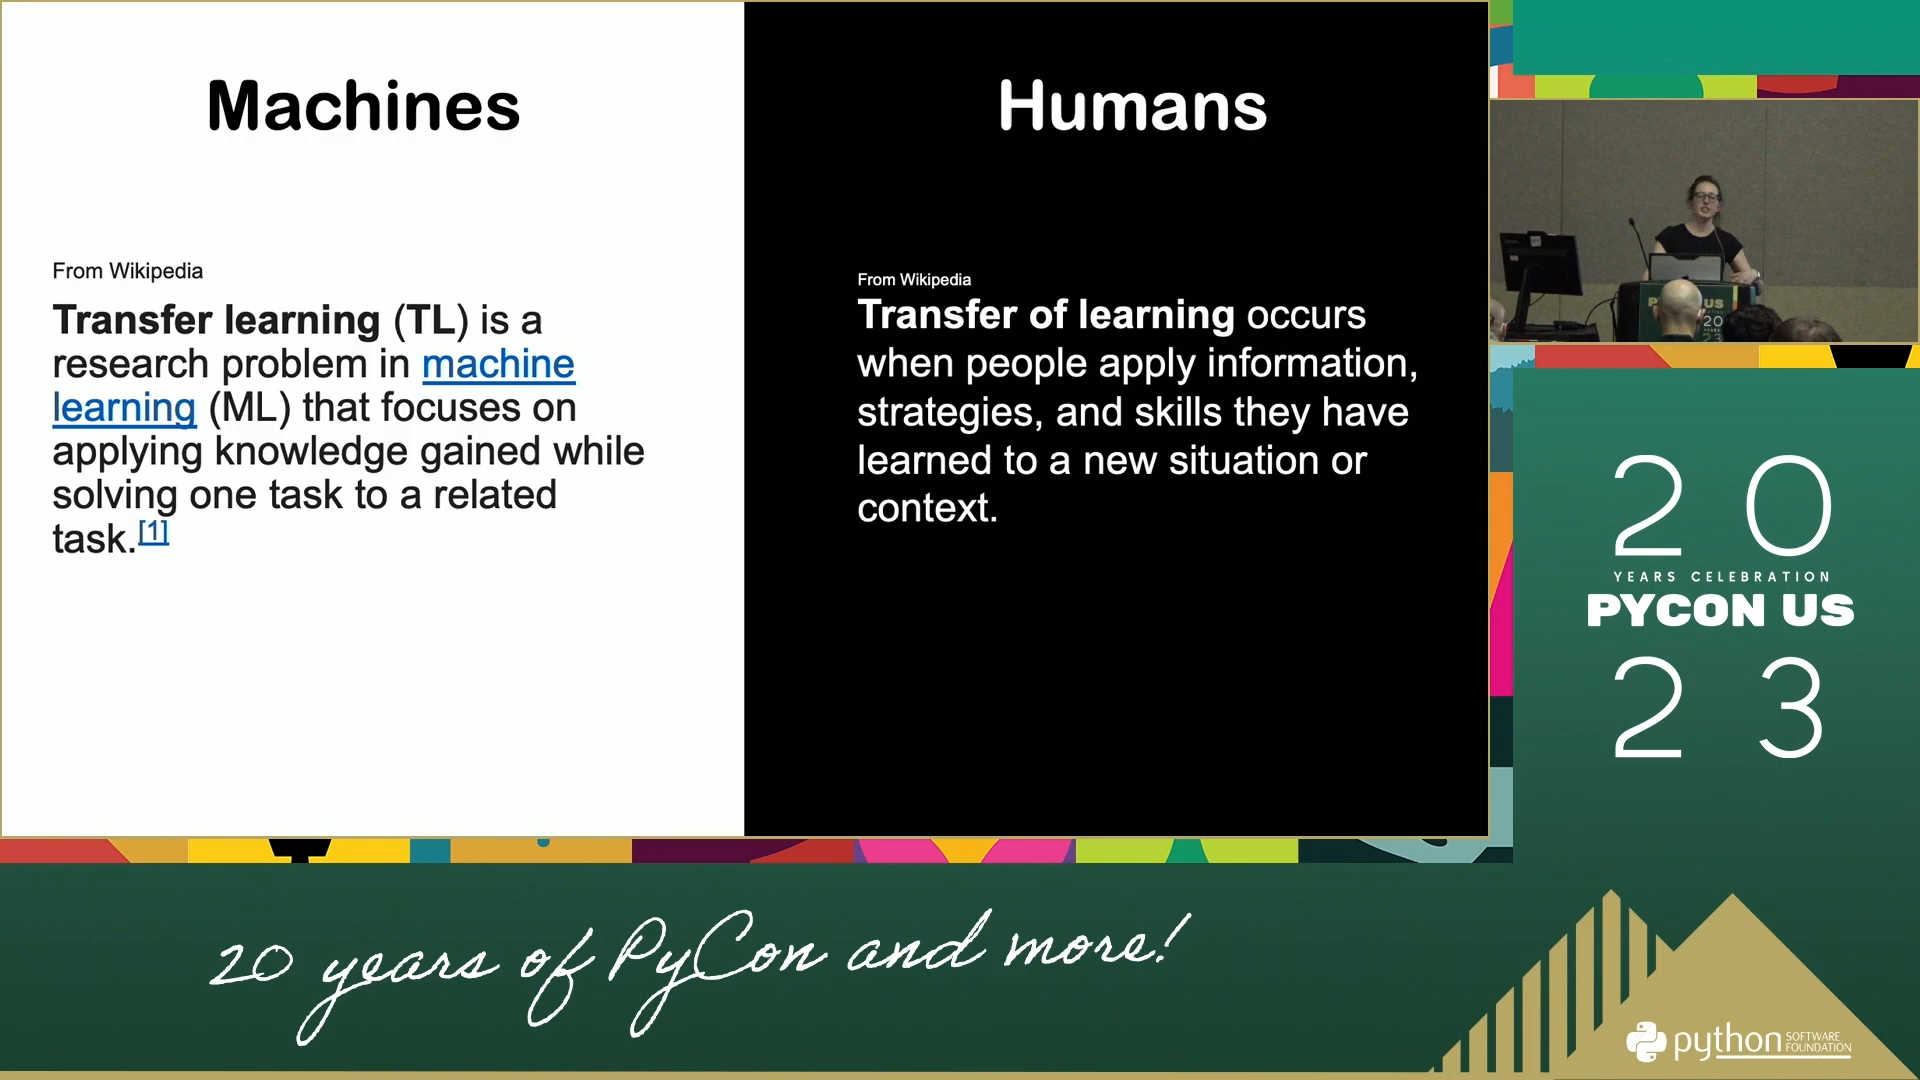 Machines
From Wikipedia
Transfer learning (TL) is a
research problem in machine
learning (ML) that focuses on
applying knowledge gained while
solving one task to a related
task.[1]
Humans
From Wikipedia
Transfer of learning occurs
when people apply information,
strategies, and skills they have
learned to a new situation or
context.
20
YEARS CELEBRATION
PYCON US
23
20 years of PyCon and more!
python SOFTWARE
FOUNDATION